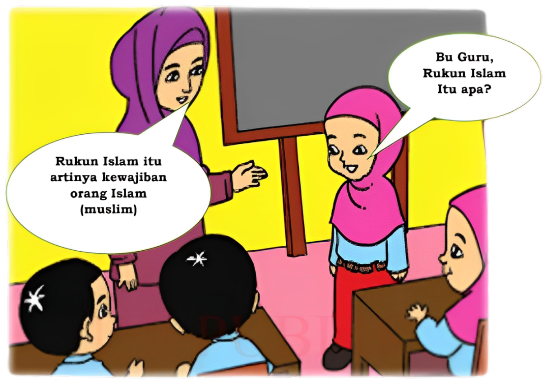 Bu Guru,
Rukun Islam
Itu apa?
Rukun Islam itu
artinya kewajiban
orang Islam
(muslim)